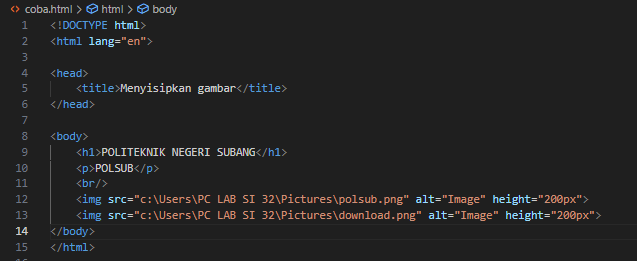 coba.html > html > body
1 <!DOCTYPE html>
2 <html lang="en">
3
4 <head>
5     <title>Menyisipkan gambar</title>
6 </head>
7
8 <body>
9     <h1>POLITEKNIK NEGERI SUBANG</h1>
10     <p>POLSUB</p>
11     <br/>
12     <img src="c:\Users\PC LAB SI 32\Pictures\polsub.png" alt="Image" height="200px">
13     <img src="c:\Users\PC LAB SI 32\Pictures\download.png" alt="Image" height="200px">
14 </body>
15 </html>
16